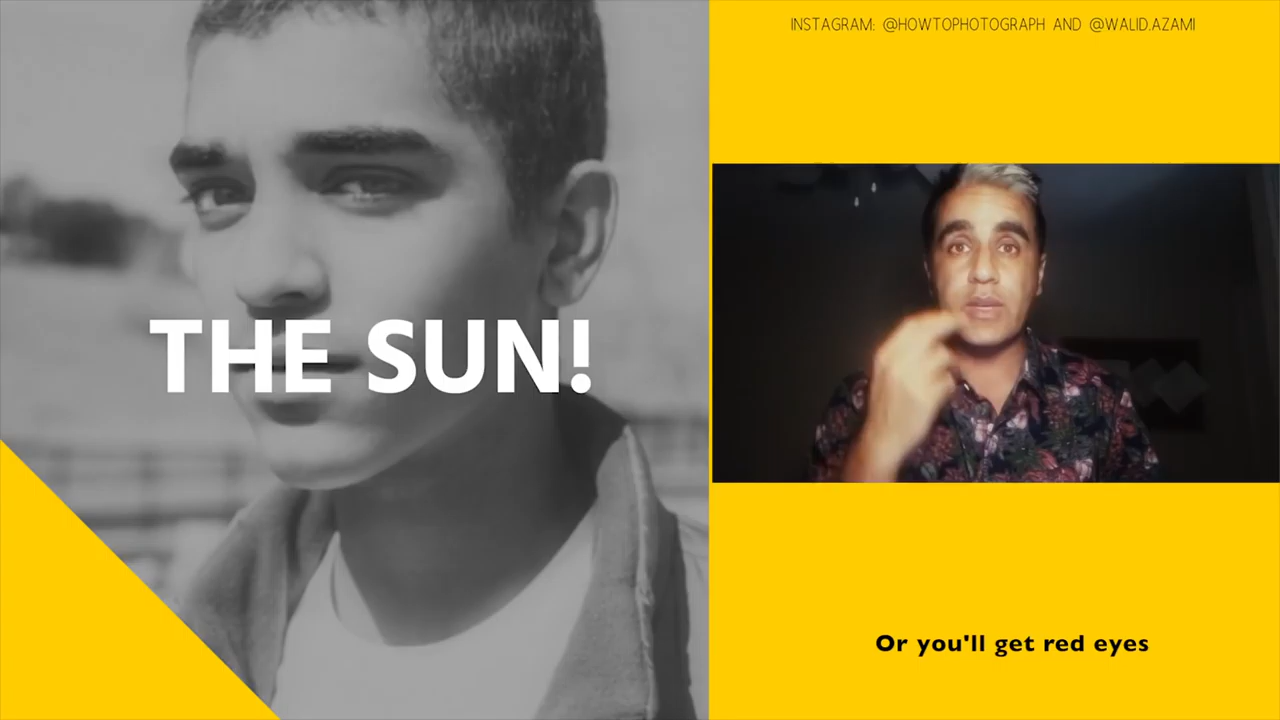 INSTAGRAM: @HOWTOPHOTOGRAPH AND @WALID.AZAMI
THE SUN!
Or you'll get red eyes